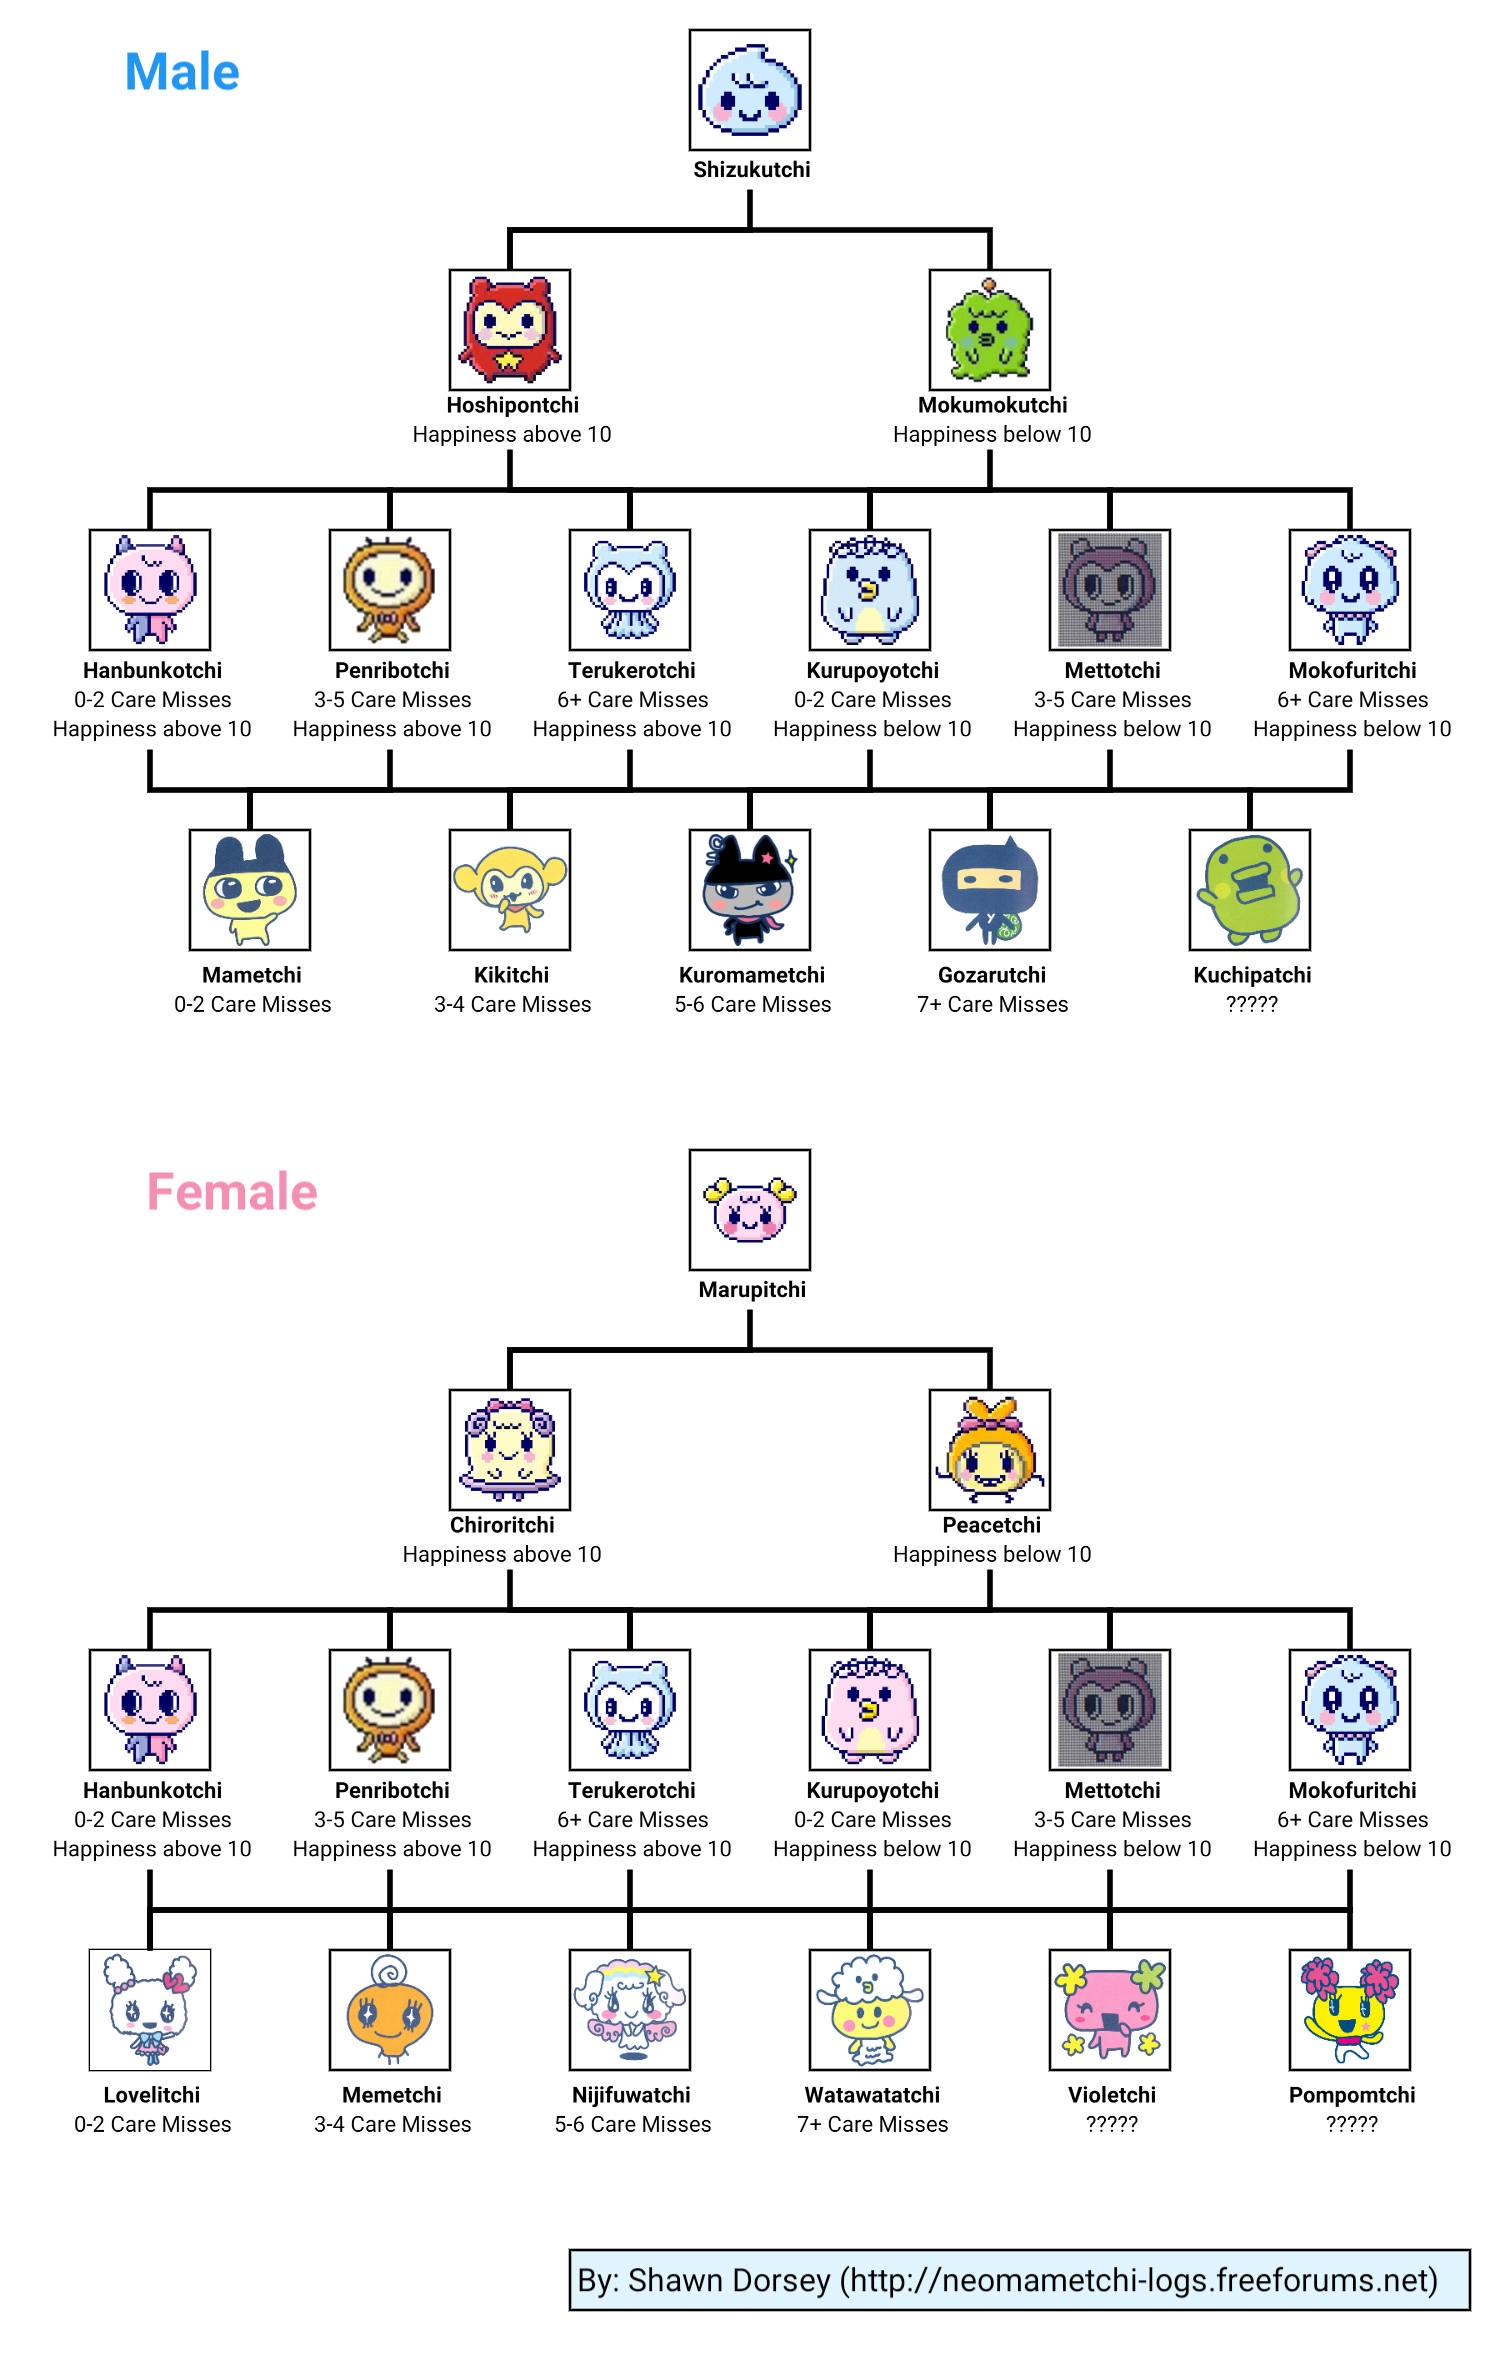 Male
Shizukutchi
Hoshipontchi
Happiness above 10
Mokumokutchi
Happiness below 10
Hanbunkotchi
0-2 Care Misses
Happiness above 10
Penribotchi
3-5 Care Misses
Happiness above 10
Terukerotchi
6+ Care Misses
Happiness above 10
Kurupoyotchi
0-2 Care Misses
Happiness below 10
Mettotchi
3-5 Care Misses
Happiness below 10
Mokofuritchi
6+ Care Misses
Happiness below 10
Mametchi
0-2 Care Misses
Kikitchi
3-4 Care Misses
Kuromametchi
5-6 Care Misses
Gozarutchi
7+ Care Misses
Kuchipatchi
?????
Female
Marupitchi
Chiroritchi
Happiness above 10
Peacetchi
Happiness below 10
Hanbunkotchi
0-2 Care Misses
Happiness above 10
Penribotchi
3-5 Care Misses
Happiness above 10
Terukerotchi
6+ Care Misses
Happiness above 10
Kurupoyotchi
0-2 Care Misses
Happiness below 10
Mettotchi
3-5 Care Misses
Happiness below 10
Mokofuritchi
6+ Care Misses
Happiness below 10
Lovelitchi
0-2 Care Misses
Memetchi
3-4 Care Misses
Nijifuwatchi
5-6 Care Misses
Watawatatchi
7+ Care Misses
Violetchi
?????
Pompomtchi
?????
By: Shawn Dorsey (http://neomametchi-logs.freeforums.net)